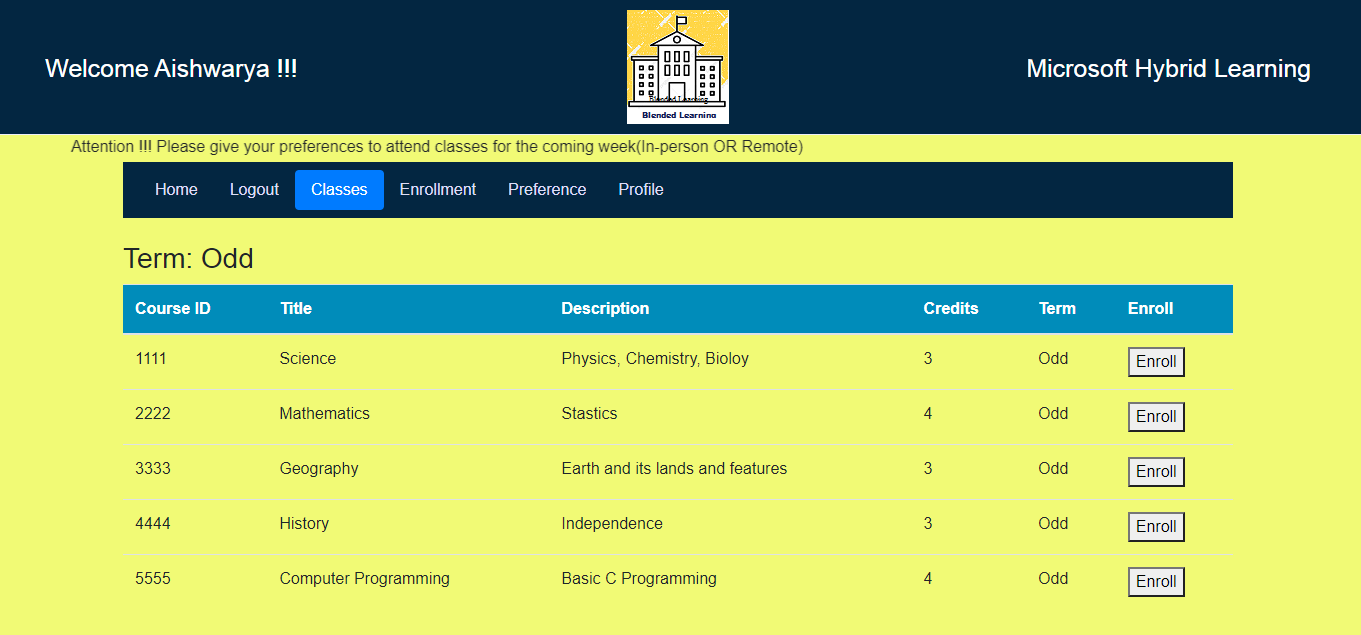 Welcome Aishwarya !!!
Blended Learning
Blended Learning
Microsoft Hybrid Learning
Attention !!! Please give your preferences to attend classes for the coming week(In-person OR Remote)
Home Logout Classes Enrollment Preference Profile
Term: Odd
Course ID Title Description Credits Term Enroll
1111 Science Physics, Chemistry, Bioloy 3 Odd Enroll
2222 Mathematics Stastics 4 Odd Enroll
3333 Geography Earth and its lands and features 3 Odd Enroll
4444 History Independence 3 Odd Enroll
5555 Computer Programming Basic C Programming 4 Odd Enroll